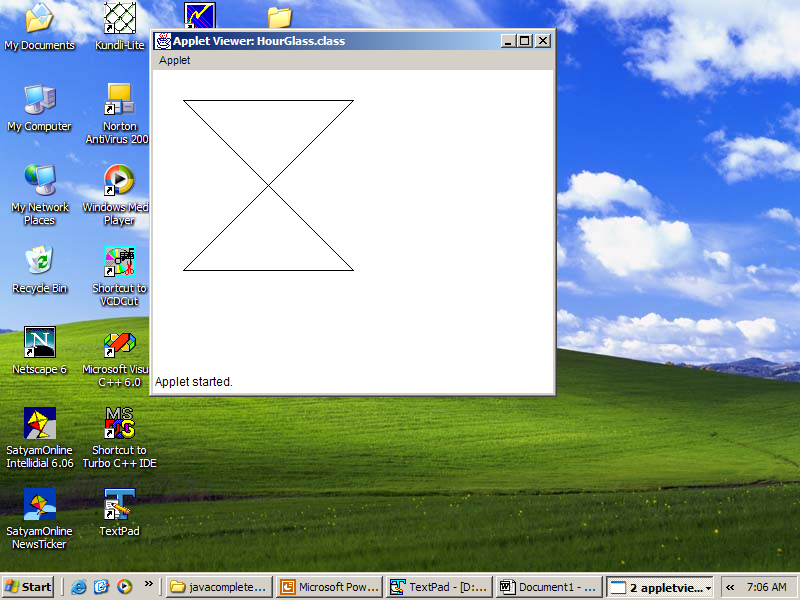 My Documents
Kundli-Lite
My Computer
Norton
AntiVirus 200
My Network
Places
Windows Med
Player
Recycle Bin
Shortcut to
VCDCut
N
Netscape 6
Microsoft Visu
C++ 6.0
SatyamOnline
Intellidial 6.06
MS
Shortcut to
Turbo C++ IDE
SatyamOnline
NewsTicker
TextPad
Applet Viewer: HourGlass.class
Applet
Applet started.
Start
»
javacomplete...
Microsoft Pow...
TextPad - [D:...
Document1 - ...
2 appletvie...
«
7:06 AM